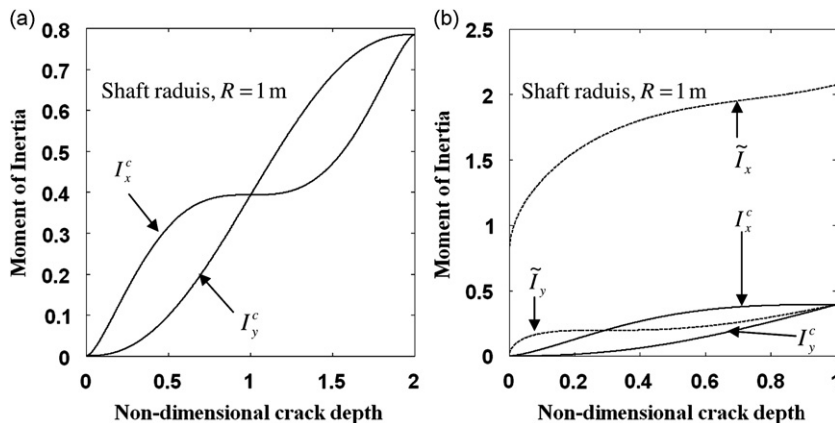 (a)
0.8
0.7
0.6
0.5
0.4
0.3
0.2
0.1
0
Moment of Inertia
Shaft raduis, R = 1 m
I_x^c
I_y^c
0 0.5 1 1.5 2
Non-dimensional crack depth
(b)
2.5
2
1.5
1
0.5
0
Moment of Inertia
Shaft raduis, R = 1 m
Ĩ_x
I_x^c
Ĩ_y
I_y^c
0 0.2 0.4 0.6 0.8 1
Non-dimensional crack depth